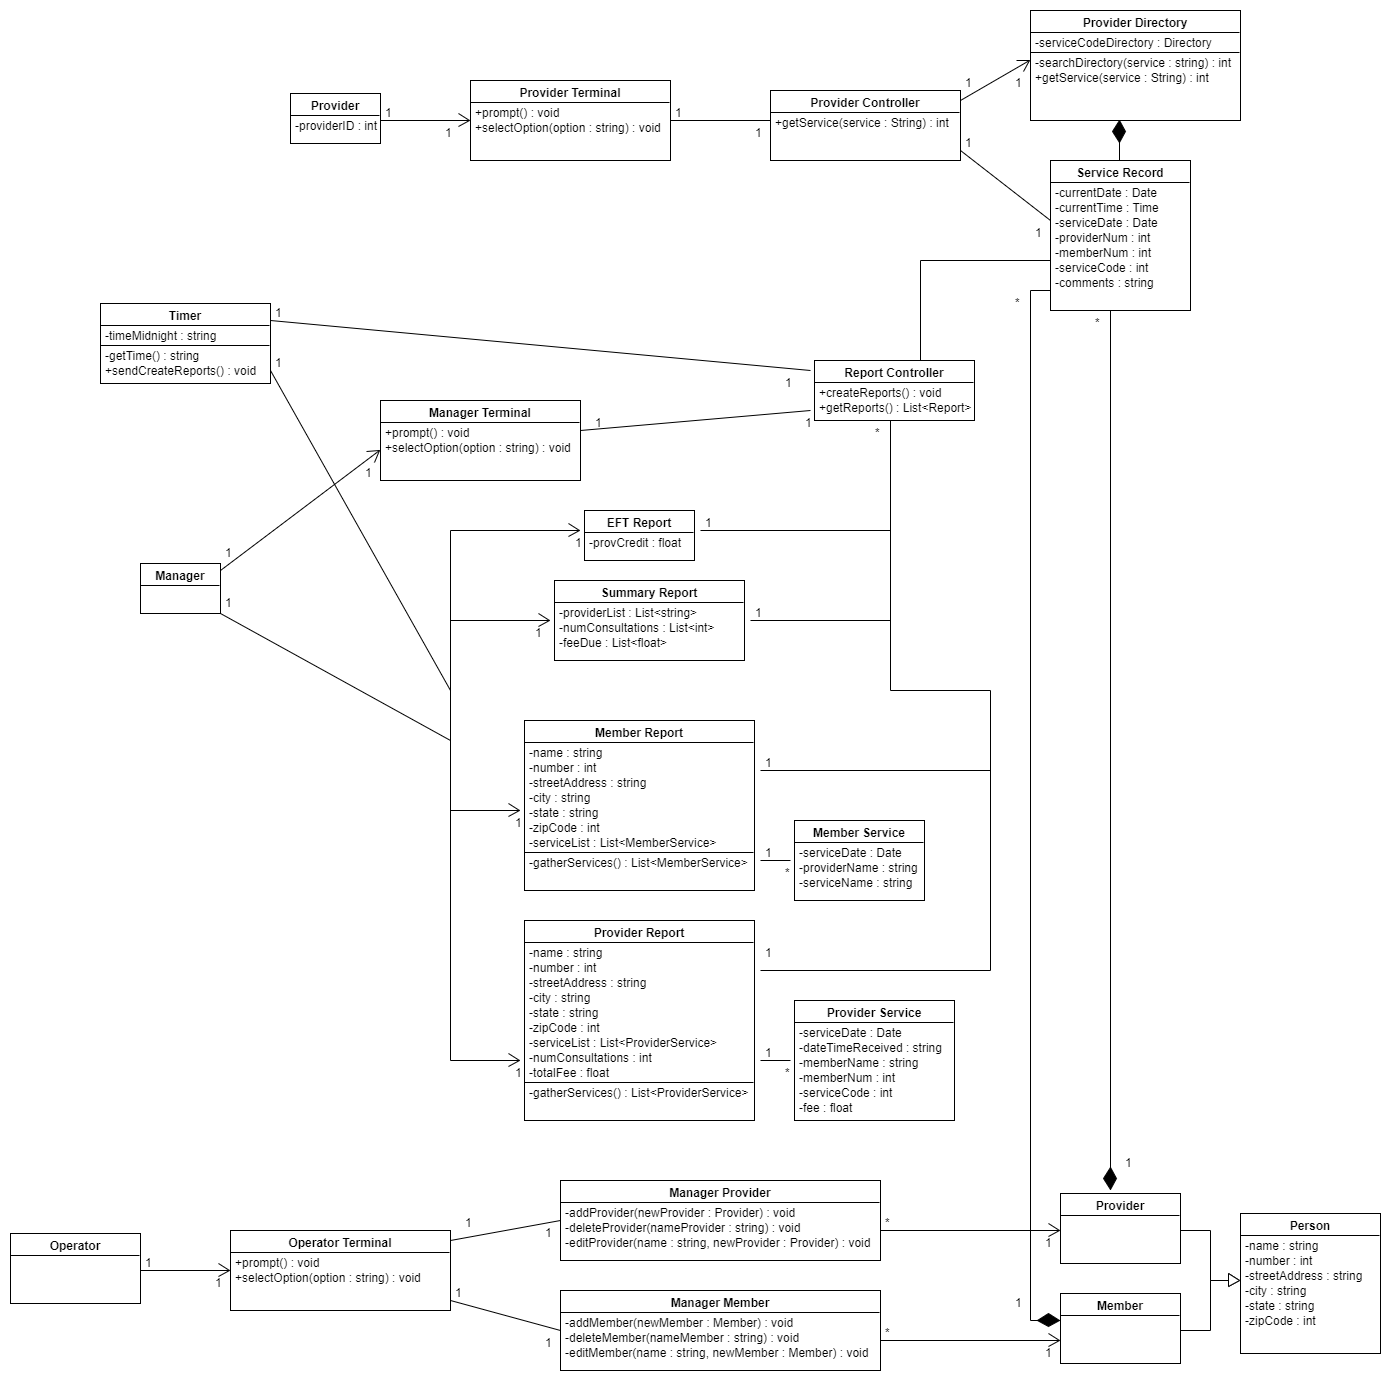 Provider Directory
-serviceCodeDirectory : Directory
-searchDirectory(service : string) : int
+getService(service : String) : int
Provider
-providerID : int
1
1
Provider Terminal
+prompt() : void
+selectOption(option : string) : void
1
1
Provider Controller
+getService(service : String) : int
1
1
1
1
Service Record
-currentDate : Date
-currentTime : Time
-serviceDate : Date
-providerNum : int
-memberNum : int
-serviceCode : int
-comments : string
*
*
Timer
-timeMidnight : string
-getTime() : string
+sendCreateReports() : void
1
1
1
Report Controller
+createReports() : void
+getReports() : List<Report>
*
Manager Terminal
+prompt() : void
+selectOption(option : string) : void
1
1
1
Manager
1
1
EFT Report
-provCredit : float
1
1
Summary Report
-providerList : List<string>
-numConsultations : List<int>
-feeDue : List<float>
1
1
Member Report
-name : string
-number : int
-streetAddress : string
-city : string
-state : string
-zipCode : int
-serviceList : List<MemberService>
-gatherServices() : List<MemberService>
1
1
1
*
Member Service
-serviceDate : Date
-providerName : string
-serviceName : string
Provider Report
-name : string
-number : int
-streetAddress : string
-city : string
-state : string
-zipCode : int
-serviceList : List<ProviderService>
-numConsultations : int
-totalFee : float
-gatherServices() : List<ProviderService>
1
1
1
*
Provider Service
-serviceDate : Date
-dateTimeReceived : string
-memberName : string
-memberNum : int
-serviceCode : int
-fee : float
Operator
1
1
Operator Terminal
+prompt() : void
+selectOption(option : string) : void
1
1
1
1
Manager Provider
-addProvider(newProvider : Provider) : void
-deleteProvider(nameProvider : string) : void
-editProvider(name : string, newProvider : Provider) : void
*
1
Manager Member
-addMember(newMember : Member) : void
-deleteMember(nameMember : string) : void
-editMember(name : string, newMember : Member) : void
*
1
1
Provider
1
Member
Person
-name : string
-number : int
-streetAddress : string
-city : string
-state : string
-zipCode : int